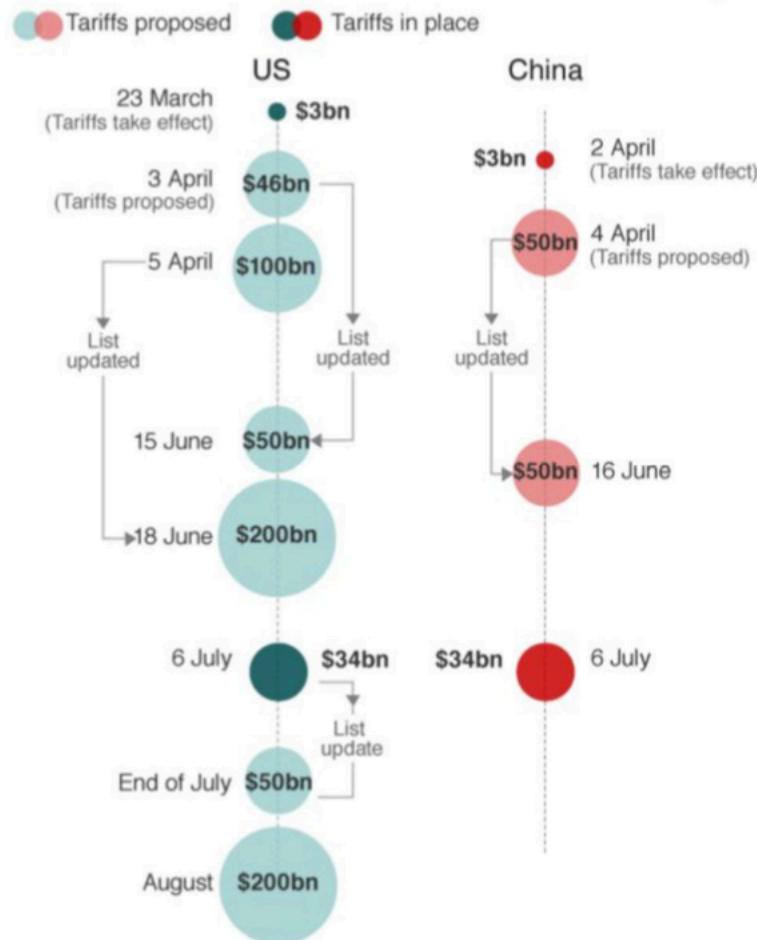 Tariffs proposed
Tariffs in place
US
China
23 March
(Tariffs take effect)
$3bn
2 April
(Tariffs take effect)
$3bn
3 April
(Tariffs proposed)
$46bn
4 April
(Tariffs proposed)
$50bn
5 April
$100bn
List
updated
List
updated
List
updated
15 June
$50bn
16 June
$50bn
18 June
$200bn
6 July
$34bn
$34bn
6 July
List
update
End of July
$50bn
August
$200bn